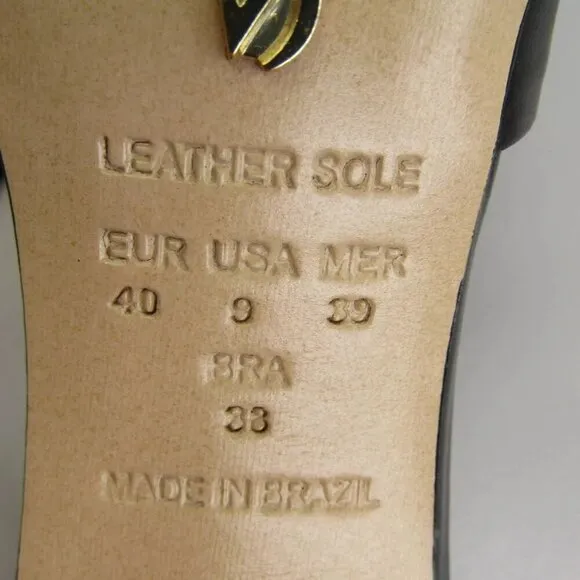 LEATHER SOLE
EUR USA MER
40 9 39
BRA
38
MADE IN BRAZIL